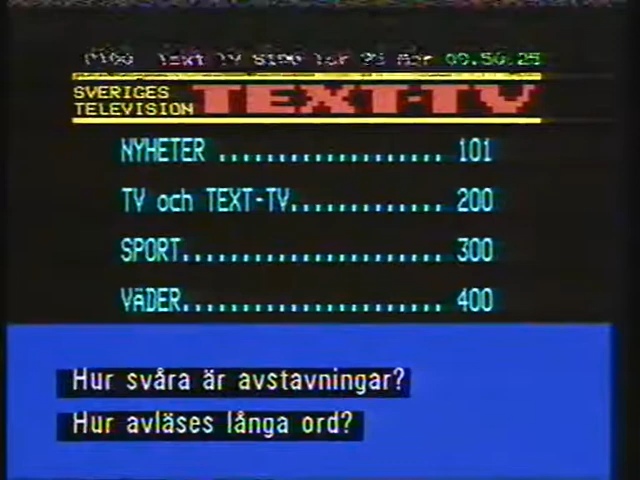 SVERIGES
TELEVISION
TEXT-TV
NYHETER ................... 101
TV och TEXT-TV............. 200
SPORT...................... 300
VÄDER...................... 400
Hur svåra är avstavningar?
Hur avläses långa ord?